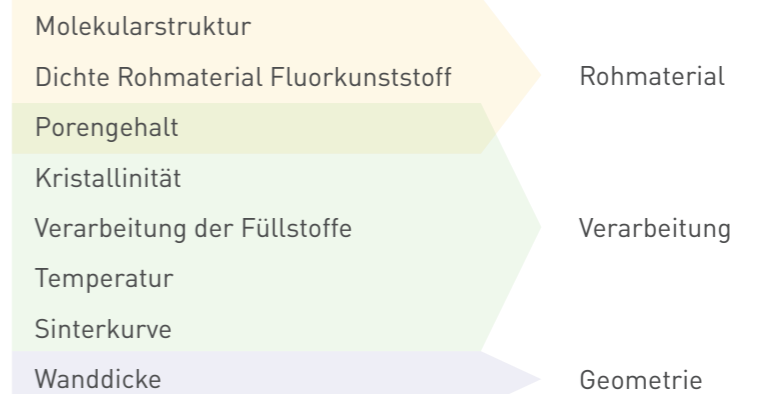 Molekularstruktur
Dichte Rohmaterial Fluorkunststoff
Rohmaterial
Porengehalt
Kristallinität
Verarbeitung der Füllstoffe
Verarbeitung
Temperatur
Sinterkurve
Wanddicke
Geometrie